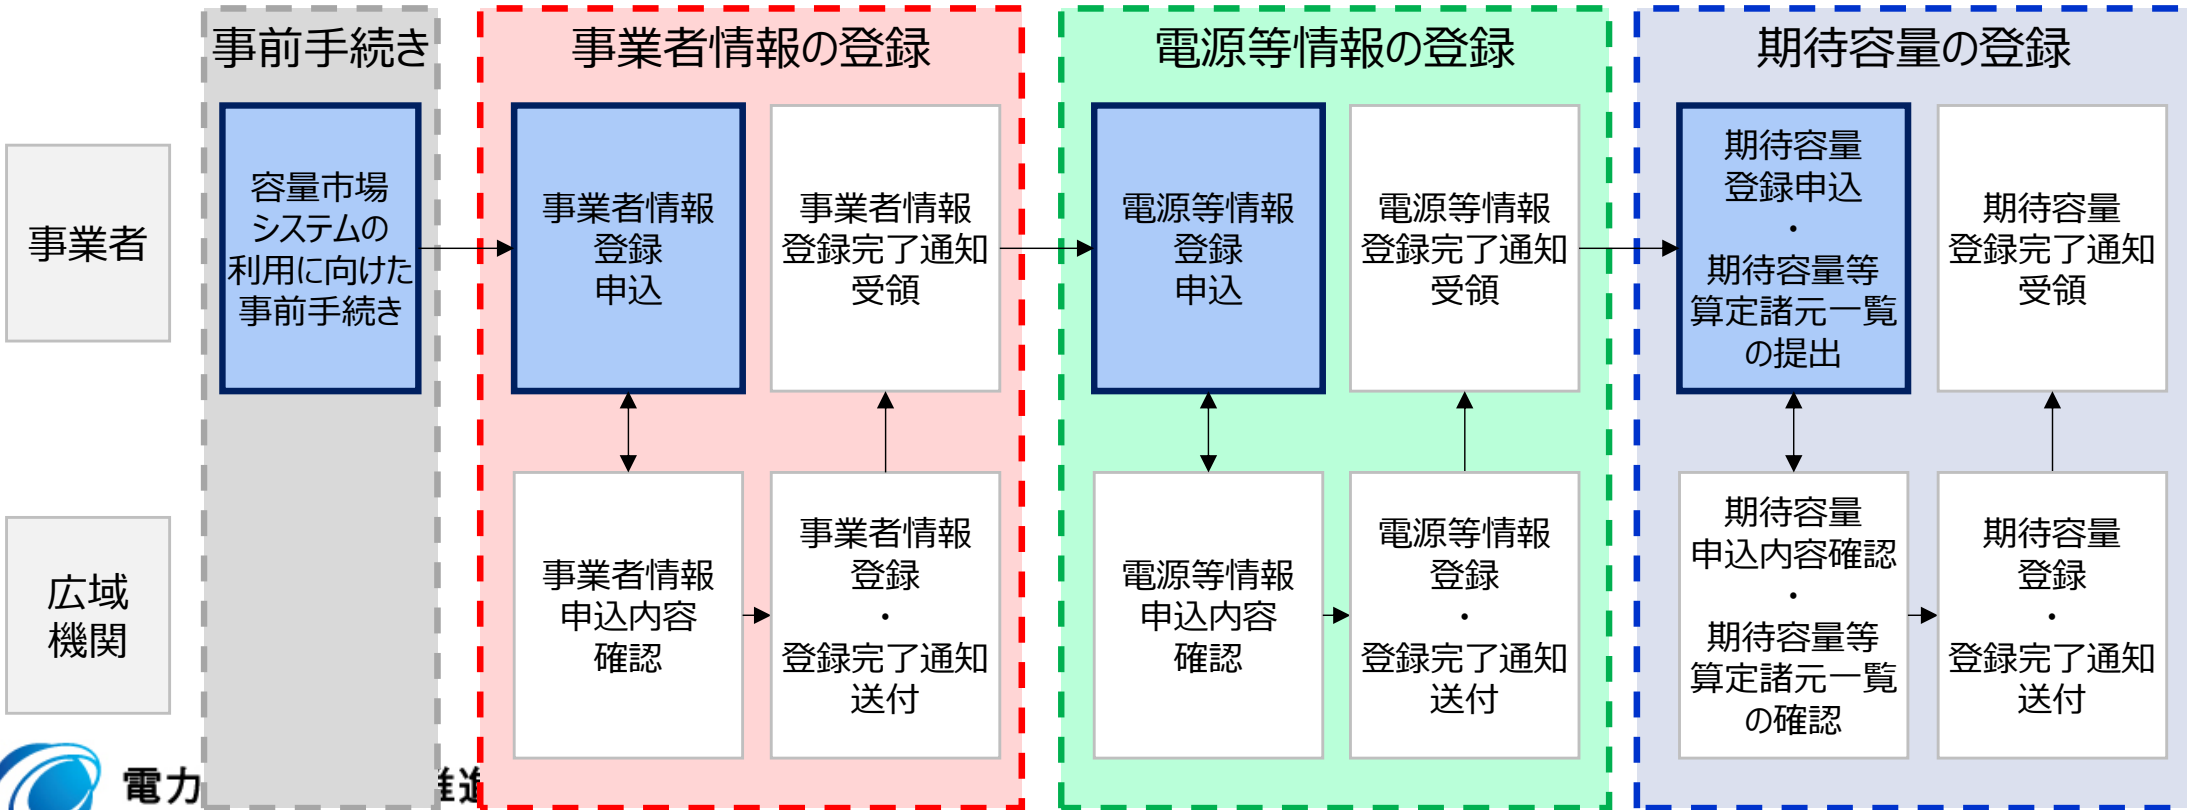 事前手続き
事業者情報の登録
電源等情報の登録
期待容量の登録
事業者
容量市場
システムの
利用に向けた
事前手続き
事業者情報
登録
申込
事業者情報
登録完了通知
受領
電源等情報
登録
申込
電源等情報
登録完了通知
受領
期待容量
登録申込
・
期待容量等
算定諸元一覧
の提出
期待容量
登録完了通知
受領
広域
機関
事業者情報
申込内容
確認
事業者情報
登録
・
登録完了通知
送付
電源等情報
申込内容
確認
電源等情報
登録
・
登録完了通知
送付
期待容量
申込内容確認
・
期待容量等
算定諸元一覧
の確認
期待容量
登録
・
登録完了通知
送付
電力